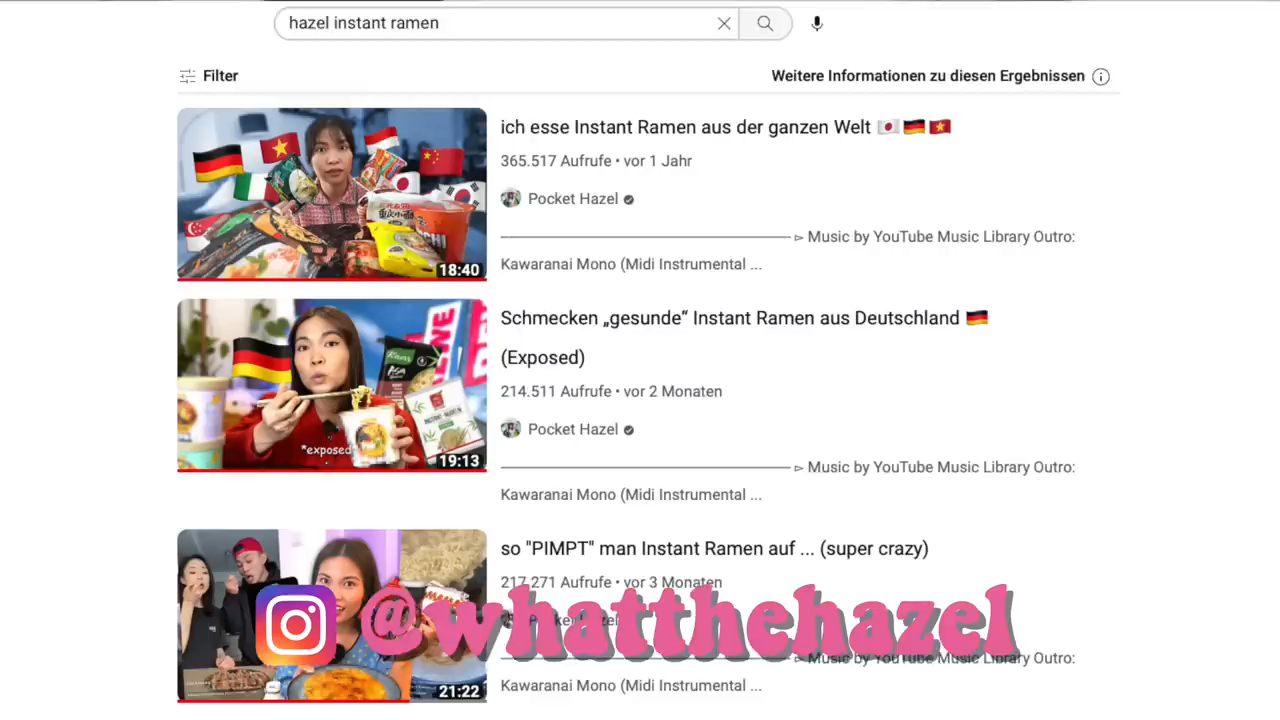 hazel instant ramen
Filter
Weitere Informationen zu diesen Ergebnissen
ich esse Instant Ramen aus der ganzen Welt 🇯🇵🇩🇪🇻🇳
365.517 Aufrufe • vor 1 Jahr
Pocket Hazel
▻ Music by YouTube Music Library Outro:
Kawaranai Mono (Midi Instrumental ...
18:40
Schmecken „gesunde“ Instant Ramen aus Deutschland 🇩🇪
(Exposed)
214.511 Aufrufe • vor 2 Monaten
Pocket Hazel
▻ Music by YouTube Music Library Outro:
Kawaranai Mono (Midi Instrumental ...
*exposed
19:13
so "PIMPT" man Instant Ramen auf ... (super crazy)
217.271 Aufrufe • vor 3 Monaten
@whatthehazel
▻ Music by YouTube Music Library Outro:
Kawaranai Mono (Midi Instrumental ...
21:22